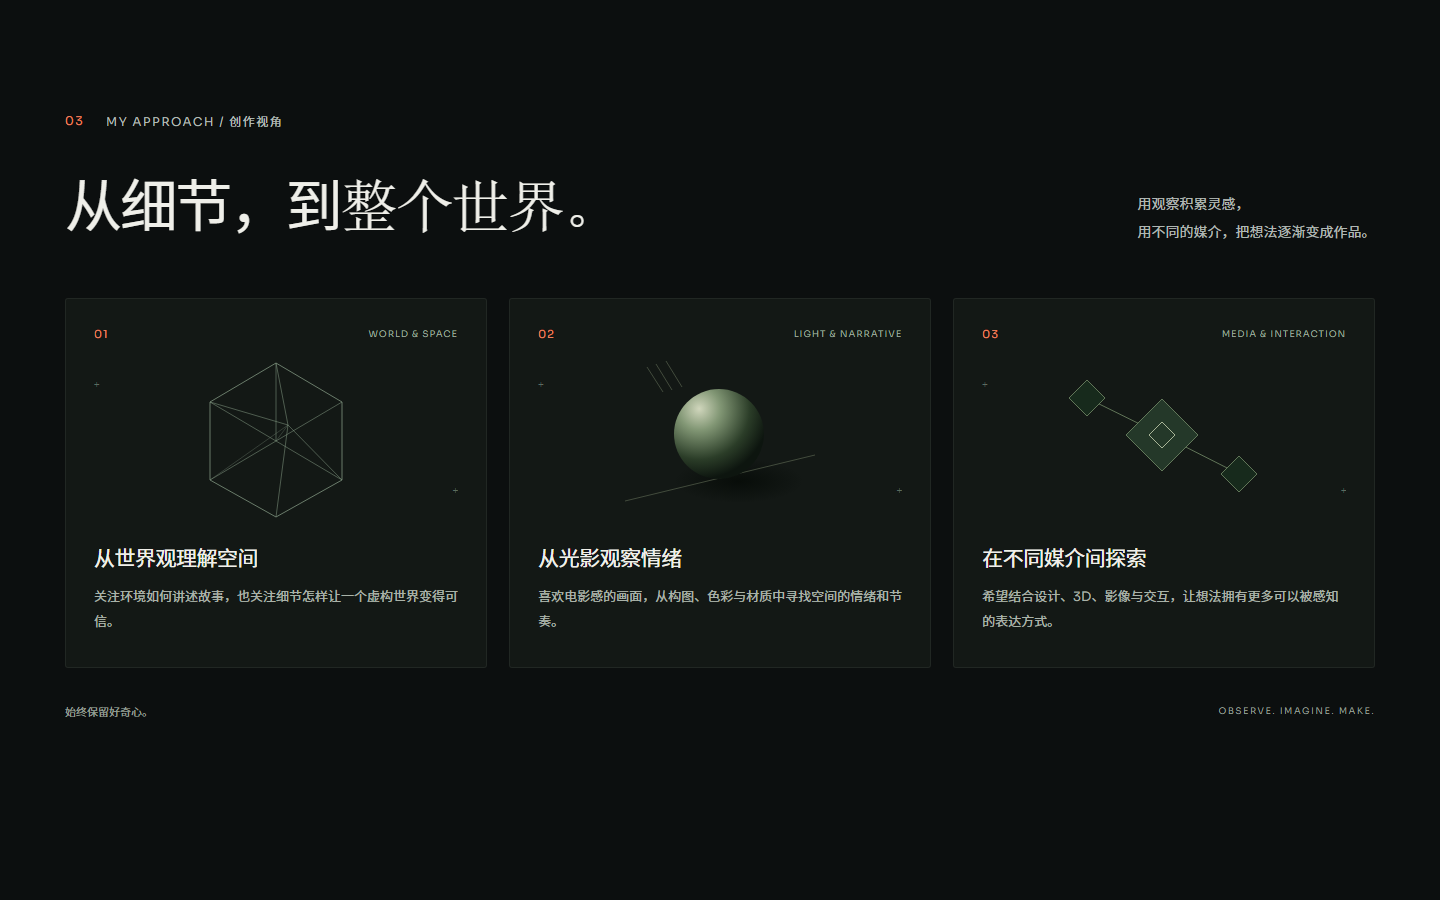 03 MY APPROACH / 创作视角
从细节，到整个世界。
用观察积累灵感，
用不同的媒介，把想法逐渐变成作品。
01 WORLD & SPACE
从世界观理解空间
关注环境如何讲述故事，也关注细节怎样让一个虚构世界变得可
信。
02 LIGHT & NARRATIVE
从光影观察情绪
喜欢电影感的画面，从构图、色彩与材质中寻找空间的情绪和节
奏。
03 MEDIA & INTERACTION
在不同媒介间探索
希望结合设计、3D、影像与交互，让想法拥有更多可以被感知
的表达方式。
始终保留好奇心。
OBSERVE. IMAGINE. MAKE.